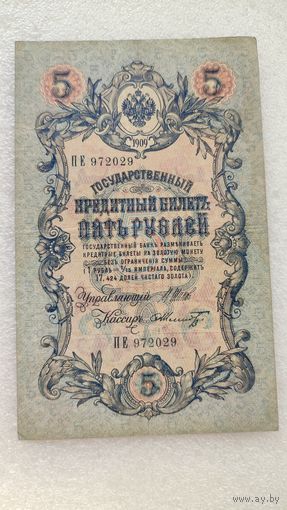 5 5
1909
ПЕ 972029
ГОСУДАРСТВЕННЫЙ
КРЕДИТНЫЙ БИЛЕТЪ
ПЯТЬ РУБЛЕЙ
ГОСУДАРСТВЕННЫЙ БАНКЪ РАЗМѢНИВАЕТЪ
КРЕДИТНЫЕ БИЛЕТЫ НА ЗОЛОТУЮ МОНЕТУ
БЕЗЪ ОГРАНИЧЕНІЯ СУММЫ
(1 РУБЛЬ = 1/15 ИМПЕРІАЛА, СОДЕРЖИТЪ
17,424 ДОЛЕЙ ЧИСТАГО ЗОЛОТА)
Управляющій
Кассиръ
ПЕ 972029
5
www.ay.by